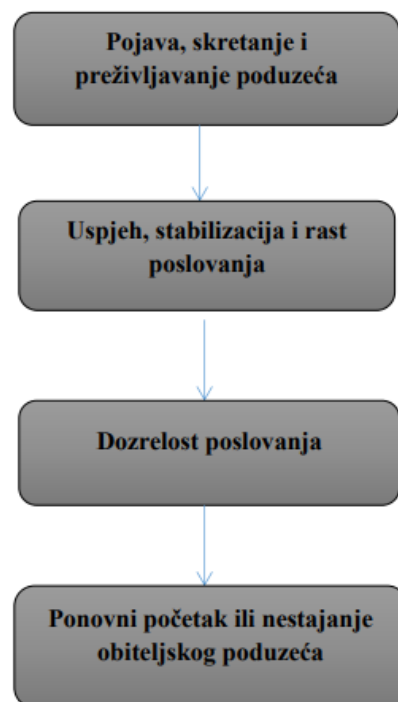 Pojava, skretanje i
preživljavanje poduzeća
Uspjeh, stabilizacija i rast
poslovanja
Dozrelost poslovanja
Ponovni početak ili nestajanje
obiteljskog poduzeća